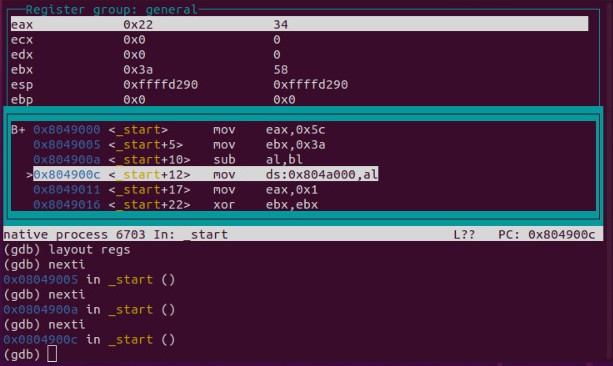 Register group: general
eax 0x22 34
ecx 0x0 0
edx 0x0 0
ebx 0x3a 58
esp 0xffffd290 0xffffd290
ebp 0x0 0x0
B+ 0x8049000 <_start> mov eax,0x5c
0x8049005 <_start+5> mov ebx,0x3a
0x804900a <_start+10> sub al,bl
>0x804900c <_start+12> mov ds:0x804a000,al
0x8049011 <_start+17> mov eax,0x1
0x8049016 <_start+22> xor ebx,ebx
native process 6703 In: _start L?? PC: 0x804900c
(gdb) layout regs
(gdb) nexti
0x08049005 in _start ()
(gdb) nexti
0x0804900a in _start ()
(gdb) nexti
0x0804900c in _start ()
(gdb)